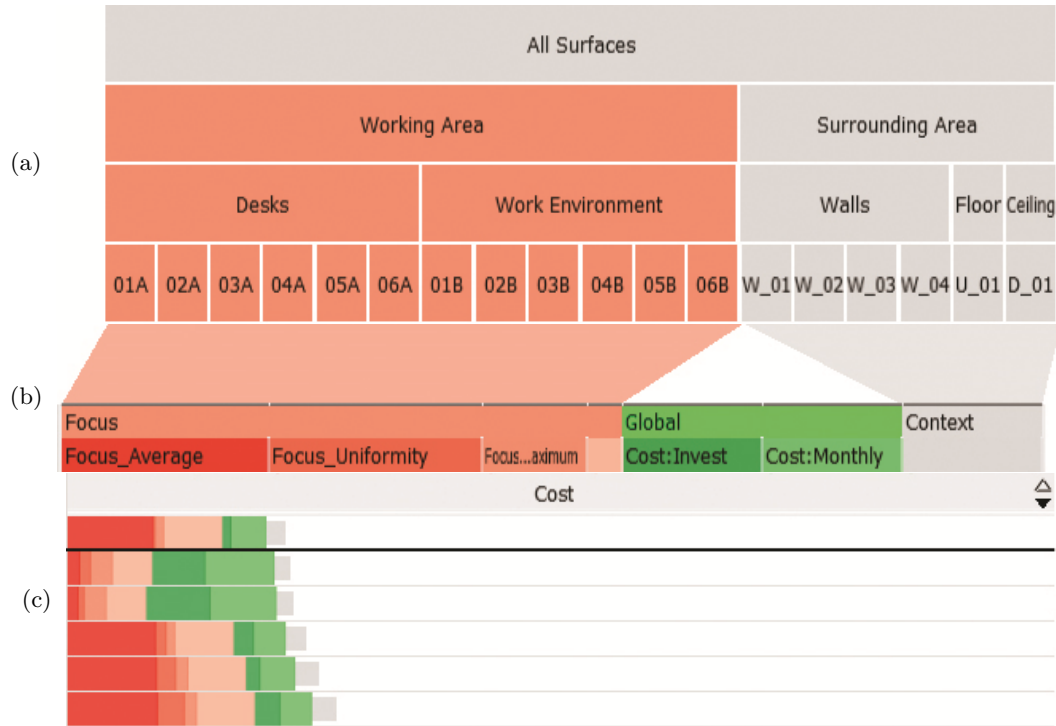 All Surfaces
Working Area Surrounding Area
(a)
Desks Work Environment Walls Floor Ceiling
01A 02A 03A 04A 05A 06A 01B 02B 03B 04B 05B 06B W_01 W_02 W_03 W_04 U_01 D_01
(b)
Focus Global Context
Focus_Average Focus_Uniformity Focus...aximum Cost:Invest Cost:Monthly
Cost
(c)